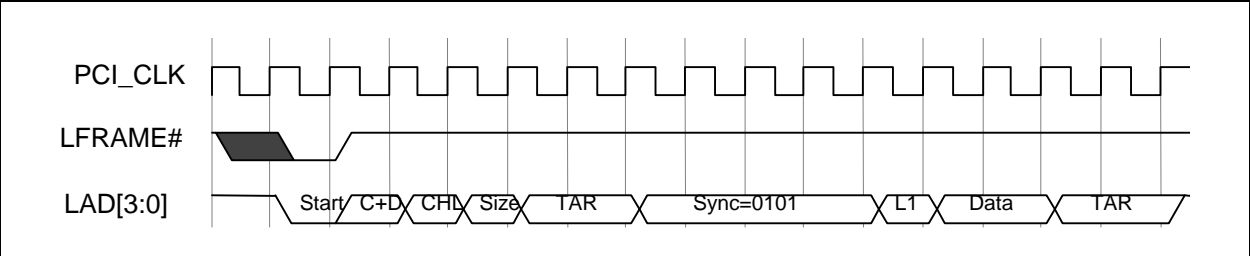 PCI_CLK
LFRAME#
LAD[3:0] Start C+D CHL Size TAR Sync=0101 L1 Data TAR